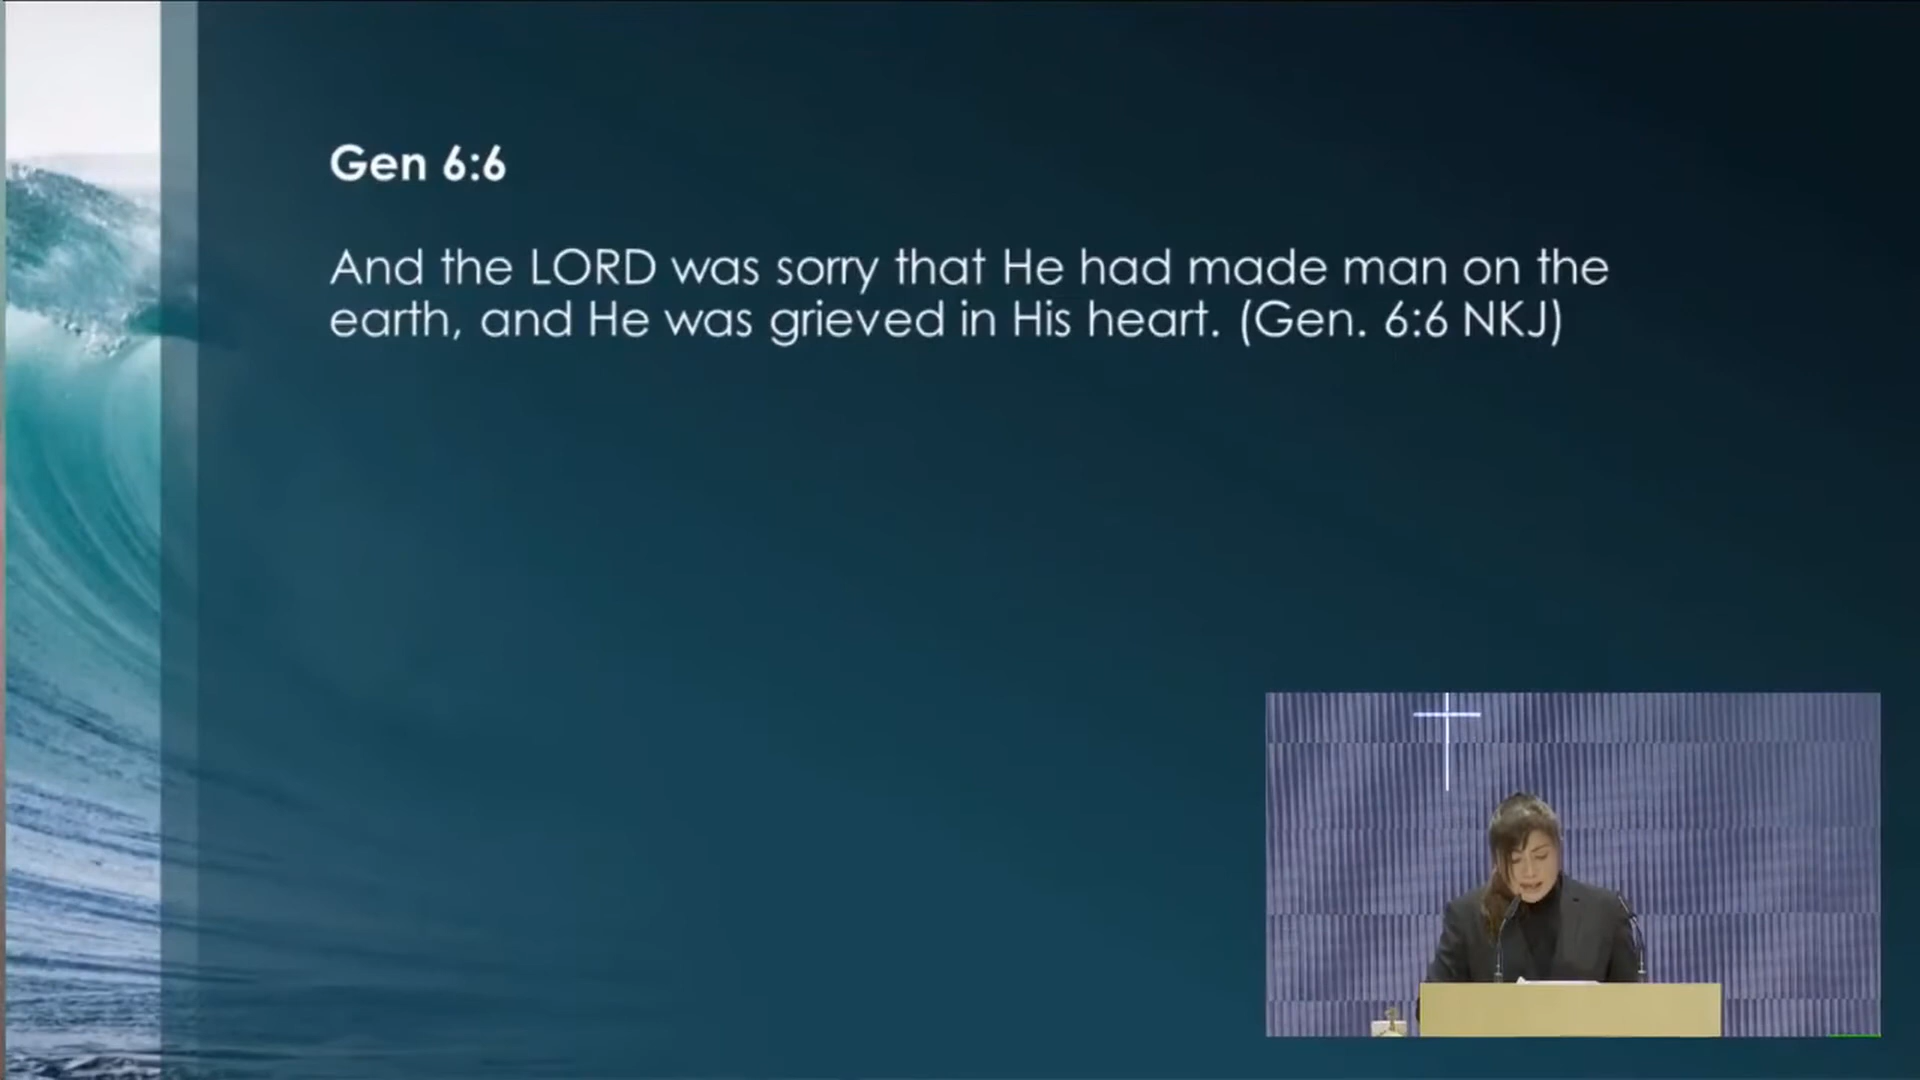 Gen 6:6
And the LORD was sorry that He had made man on the
earth, and He was grieved in His heart. (Gen. 6:6 NKJ)